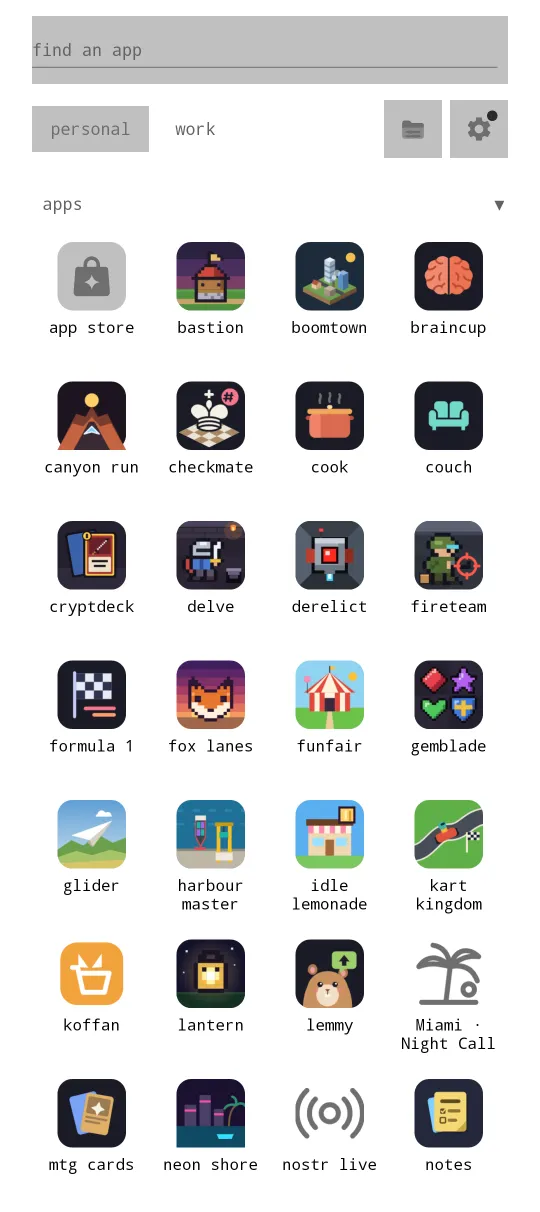 find an app
personal work
apps ▼
app store bastion boomtown braincup
#
canyon run checkmate cook couch
cryptdeck delve derelict fireteam
formula 1 fox lanes funfair gemblade
glider harbour master idle lemonade kart kingdom
koffan lantern lemmy Miami · Night Call
mtg cards neon shore nostr live notes